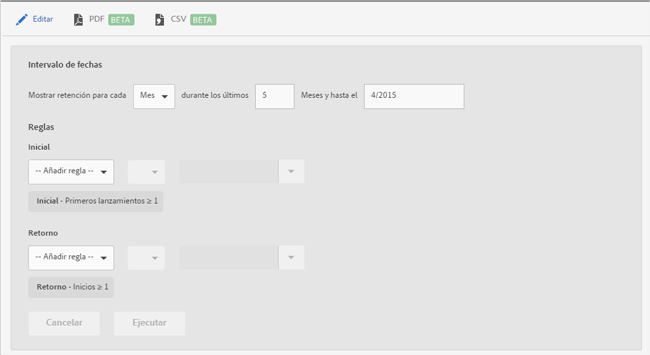 Editar PDF BETA CSV BETA
Intervalo de fechas
Mostrar retención para cada Mes durante los últimos 5 Meses y hasta el 4/2015
Reglas
Inicial
-- Añadir regla --
Inicial - Primeros lanzamientos ≥ 1
Retorno
-- Añadir regla --
Retorno - Inicios ≥ 1
Cancelar Ejecutar